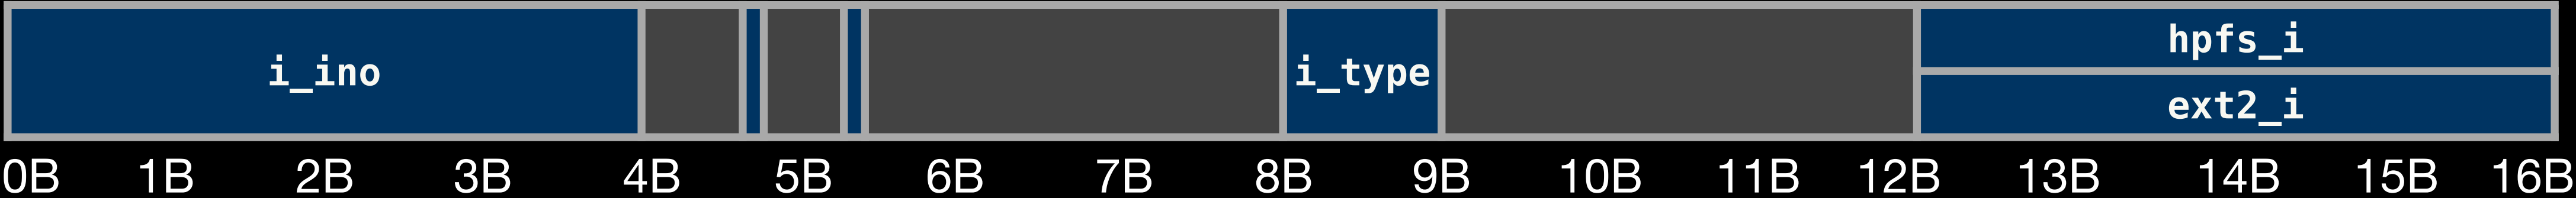 i_ino
i_type
hpfs_i
ext2_i
0B 1B 2B 3B 4B 5B 6B 7B 8B 9B 10B 11B 12B 13B 14B 15B 16B